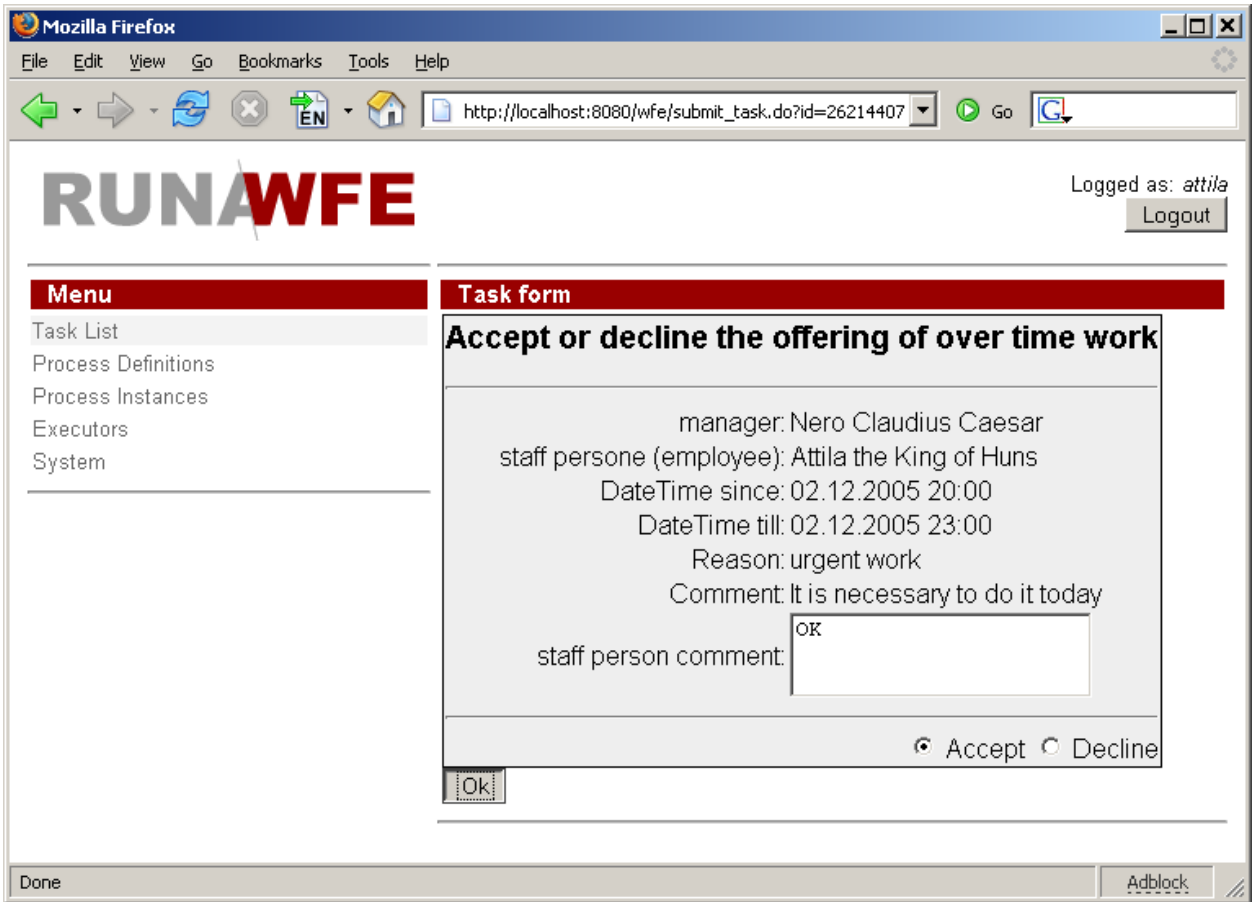 Mozilla Firefox
File Edit View Go Bookmarks Tools Help
EN http://localhost:8080/wfe/submit_task.do?id=26214407 Go G
RUNAWFE
Logged as: attila
Logout
Menu
Task List
Process Definitions
Process Instances
Executors
System
Task form
Accept or decline the offering of over time work
manager: Nero Claudius Caesar
staff persone (employee): Attila the King of Huns
DateTime since: 02.12.2005 20:00
DateTime till: 02.12.2005 23:00
Reason: urgent work
Comment: It is necessary to do it today
staff person comment: OK
Accept Decline
Ok
Done Adblock